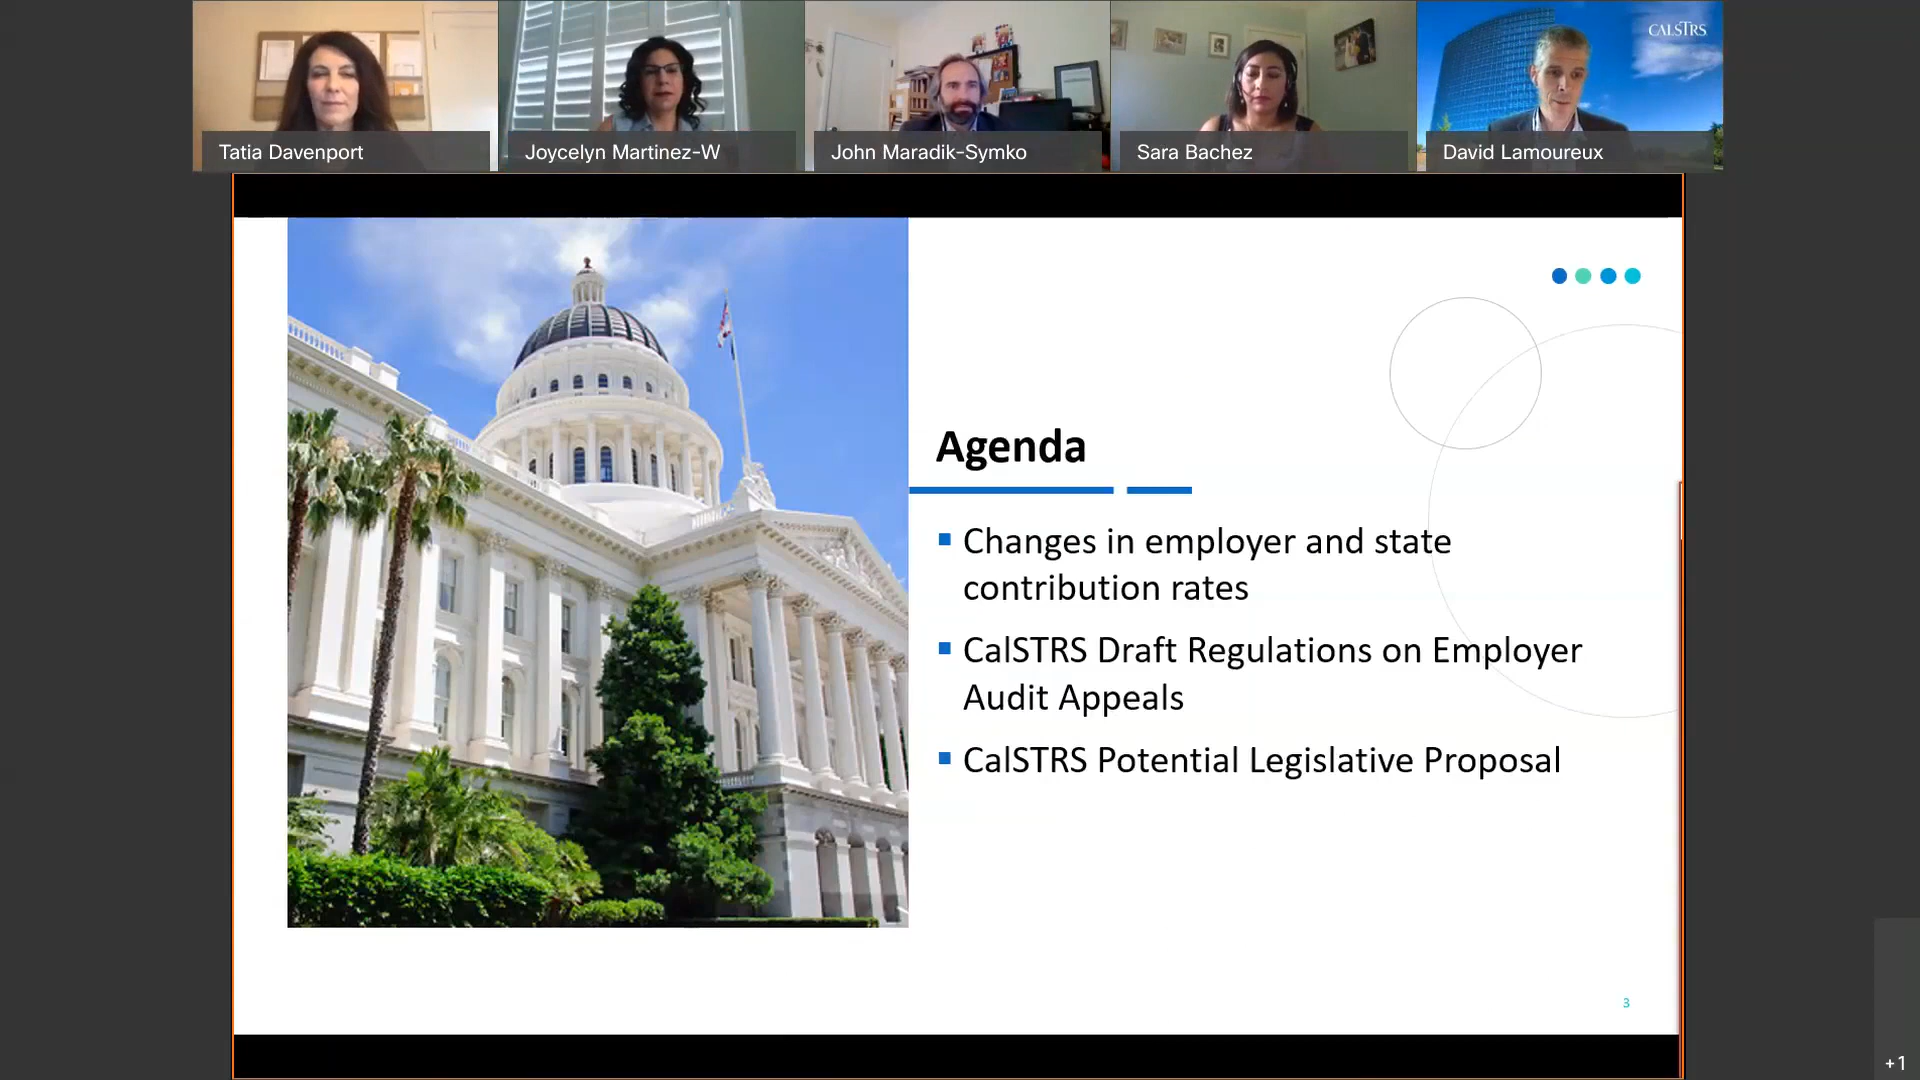 CALSTRS
Tatia Davenport
Joycelyn Martinez-W
John Maradik-Symko
Sara Bachez
David Lamoureux
Agenda
Changes in employer and state
contribution rates
CalSTRS Draft Regulations on Employer
Audit Appeals
CalSTRS Potential Legislative Proposal
3
+1